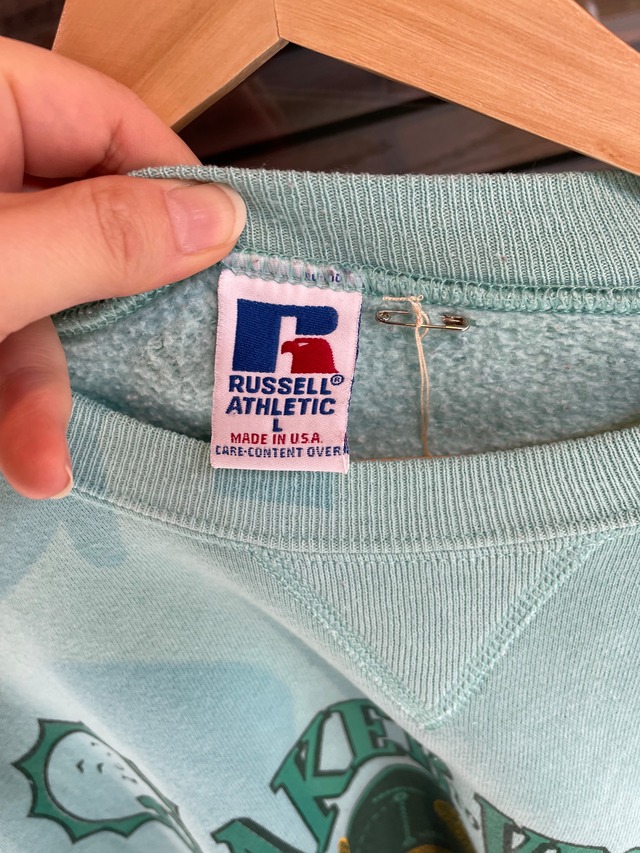 RUSSELL®
ATHLETIC
L
MADE IN U.S.A.
CARE-CONTENT OVER